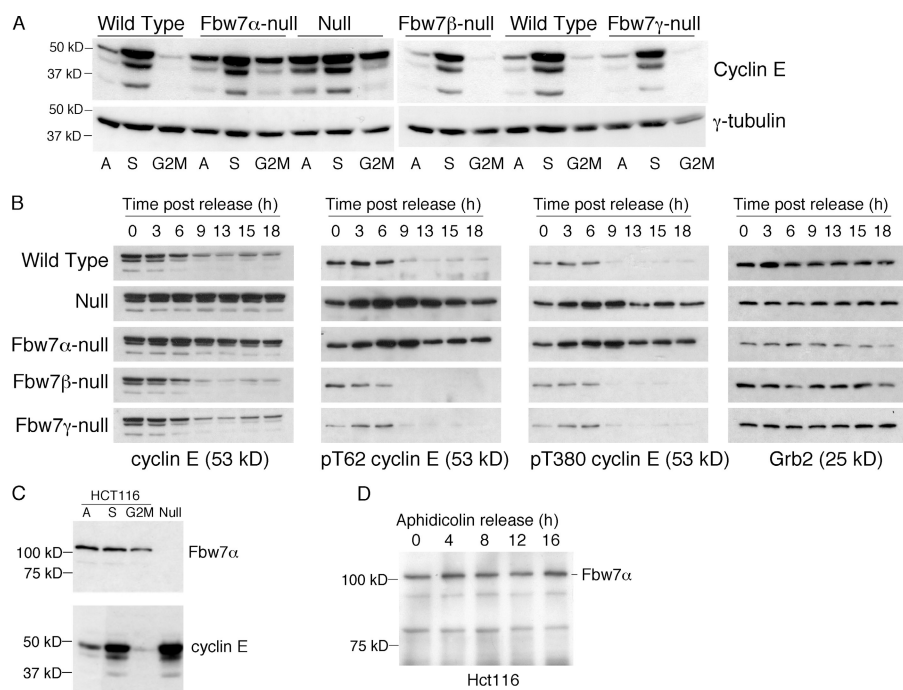 A
Wild Type Fbw7α-null Null Fbw7β-null Wild Type Fbw7γ-null
50 kD
37 kD
Cyclin E
50 kD
37 kD
γ-tubulin
A S G2M A S G2M A S G2M A S G2M A S G2M A S G2M
B
Time post release (h) Time post release (h) Time post release (h) Time post release (h)
0 3 6 9 13 15 18 0 3 6 9 13 15 18 0 3 6 9 13 15 18 0 3 6 9 13 15 18
Wild Type
Null
Fbw7α-null
Fbw7β-null
Fbw7γ-null
cyclin E (53 kD) pT62 cyclin E (53 kD) pT380 cyclin E (53 kD) Grb2 (25 kD)
C
HCT116
A S G2M Null
100 kD
75 kD
Fbw7α
50 kD
37 kD
cyclin E
D
Aphidicolin release (h)
0 4 8 12 16
100 kD
Fbw7α
75 kD
Hct116